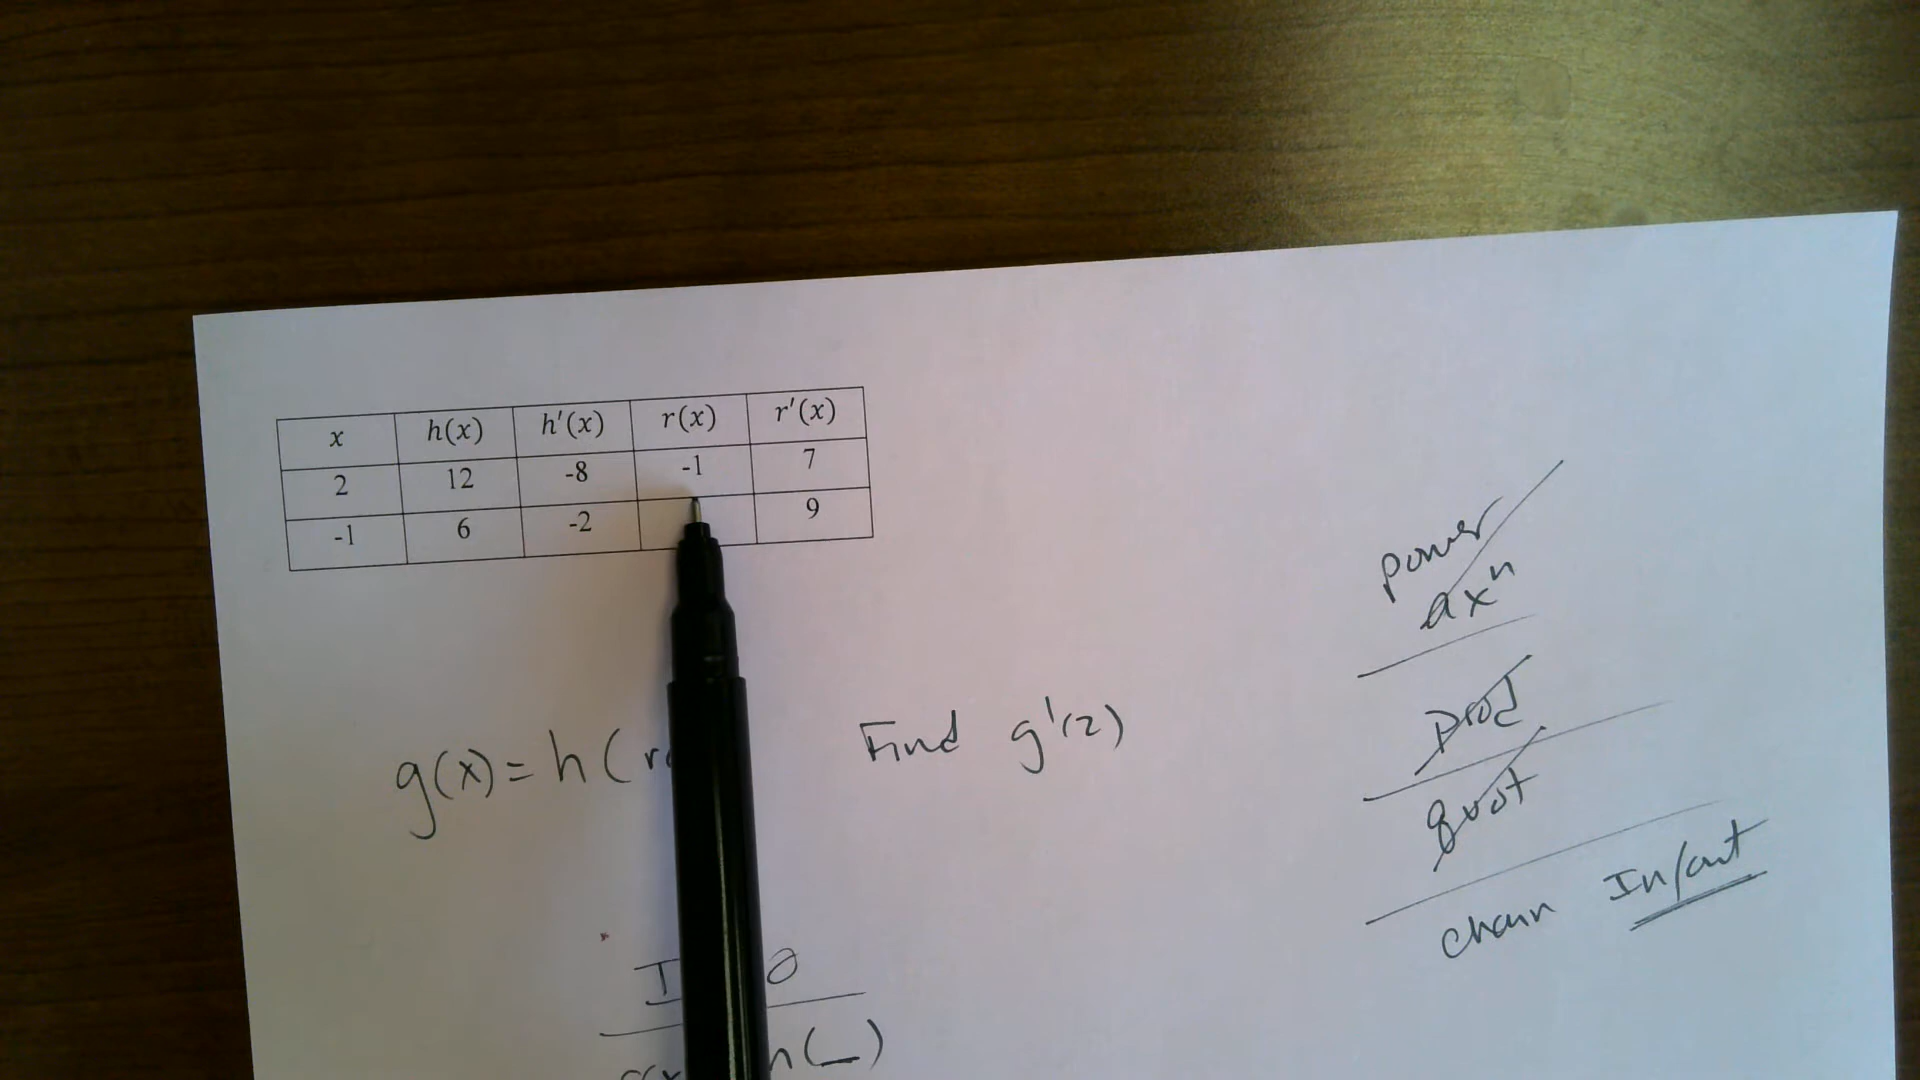 x h(x) h'(x) r(x) r'(x)
2 12 -8 -1 7
-1 6 -2 9
g(x) = h(r Find g'(2)
power
ax^n
prod
quot
chain In/out
I O
h(_)